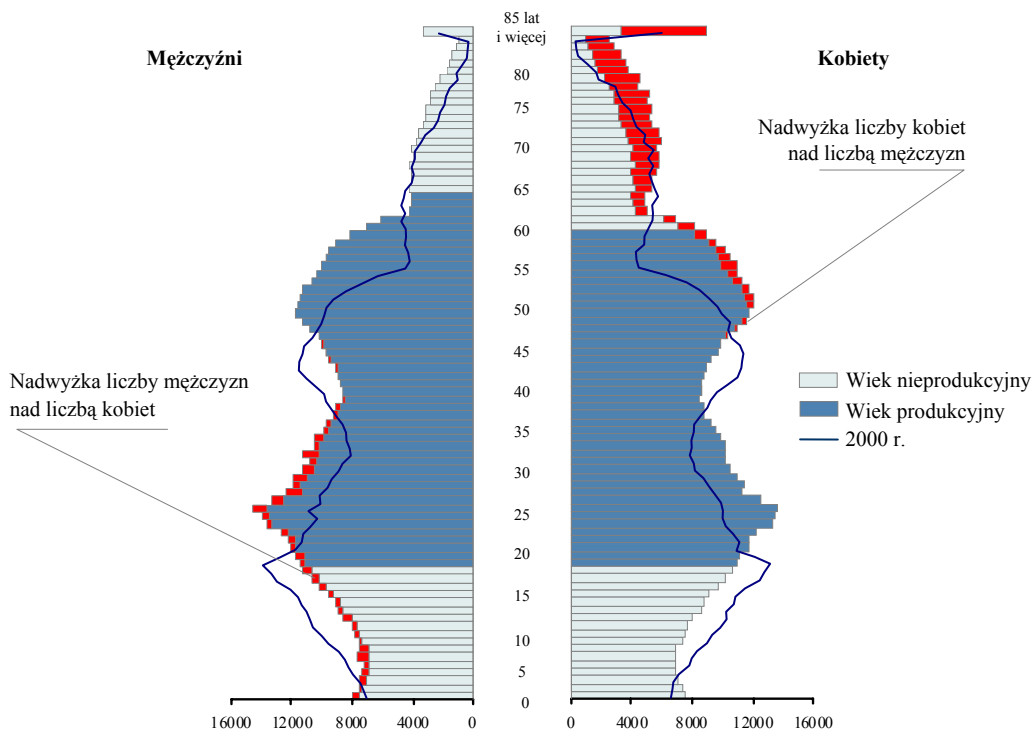 85 lat
i więcej
Mężczyźni
Kobiety
Nadwyżka liczby kobiet
nad liczbą mężczyzn
80
75
70
65
60
55
50
45
40
35
30
25
20
15
10
5
0
Nadwyżka liczby mężczyzn
nad liczbą kobiet
Wiek nieprodukcyjny
Wiek produkcyjny
2000 r.
16000 12000 8000 4000 0
0 4000 8000 12000 16000